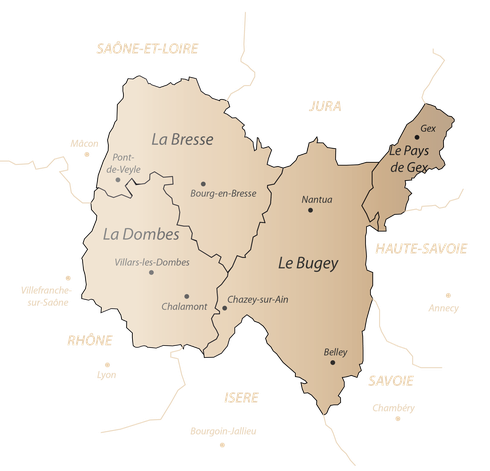 SAÔNE-ET-LOIRE
JURA
Gex
La Bresse
Mâcon
Le Pays
de Gex
Pont-
de-Veyle
Bourg-en-Bresse
Nantua
La Dombes
HAUTE-SAVOIE
Villars-les-Dombes
Le Bugey
Villefranche-
sur-Saône
Chalamont
Chazey-sur-Ain
Annecy
RHÔNE
Belley
Lyon
SAVOIE
ISERE
Chambéry
Bourgoin-Jallieu